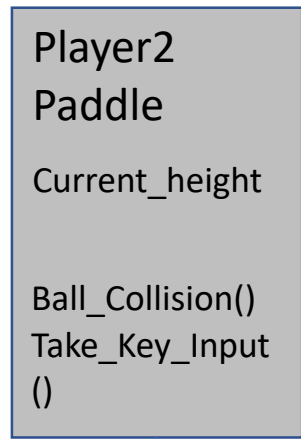 Player2
Paddle
Current_height
Ball_Collision()
Take_Key_Input
()